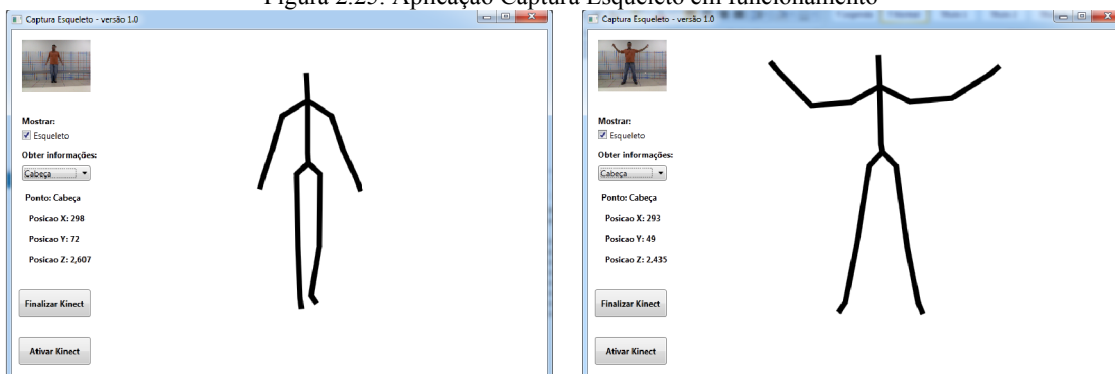 Figura 2.25: Aplicação Captura Esqueleto em funcionamento
Captura Esqueleto - versão 1.0
Mostrar:
Esqueleto
Obter informações:
Cabeça
Ponto: Cabeça
Posicao X: 298
Posicao Y: 72
Posicao Z: 2,607
Finalizar Kinect
Ativar Kinect
Captura Esqueleto - versão 1.0
Mostrar:
Esqueleto
Obter informações:
Cabeça
Ponto: Cabeça
Posicao X: 293
Posicao Y: 49
Posicao Z: 2,435
Finalizar Kinect
Ativar Kinect